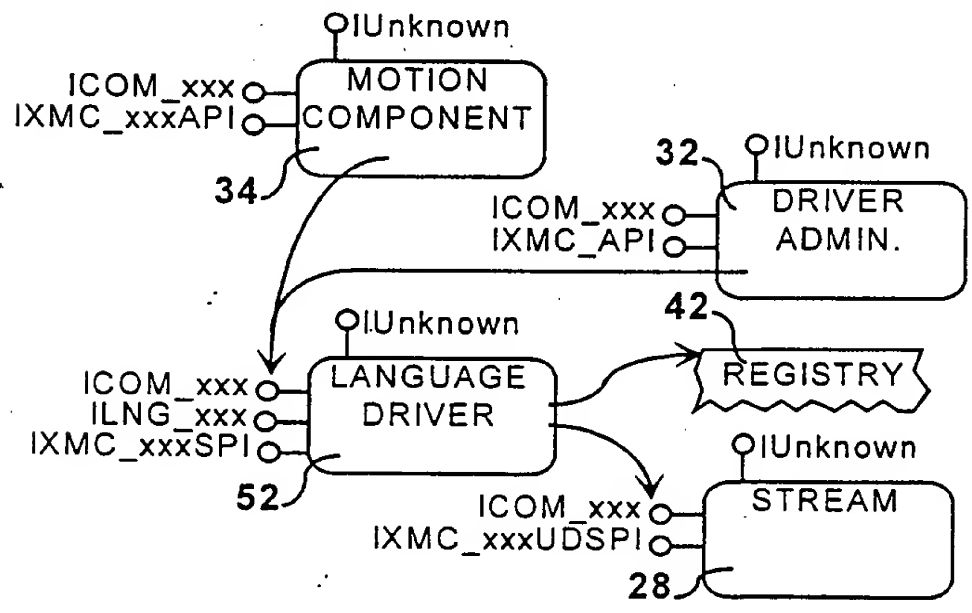 IUnknown
ICOM_xxx
IXMC_xxxAPI
MOTION
COMPONENT
34
IUnknown
32
ICOM_xxx
IXMC_API
DRIVER
ADMIN.
42
REGISTRY
I.Unknown
ICOM_xxx
ILNG_xxx
IXMC_xxxSPI
LANGUAGE
DRIVER
52
IUnknown
ICOM_xxx
IXMC_xxxUDSPI
STREAM
28